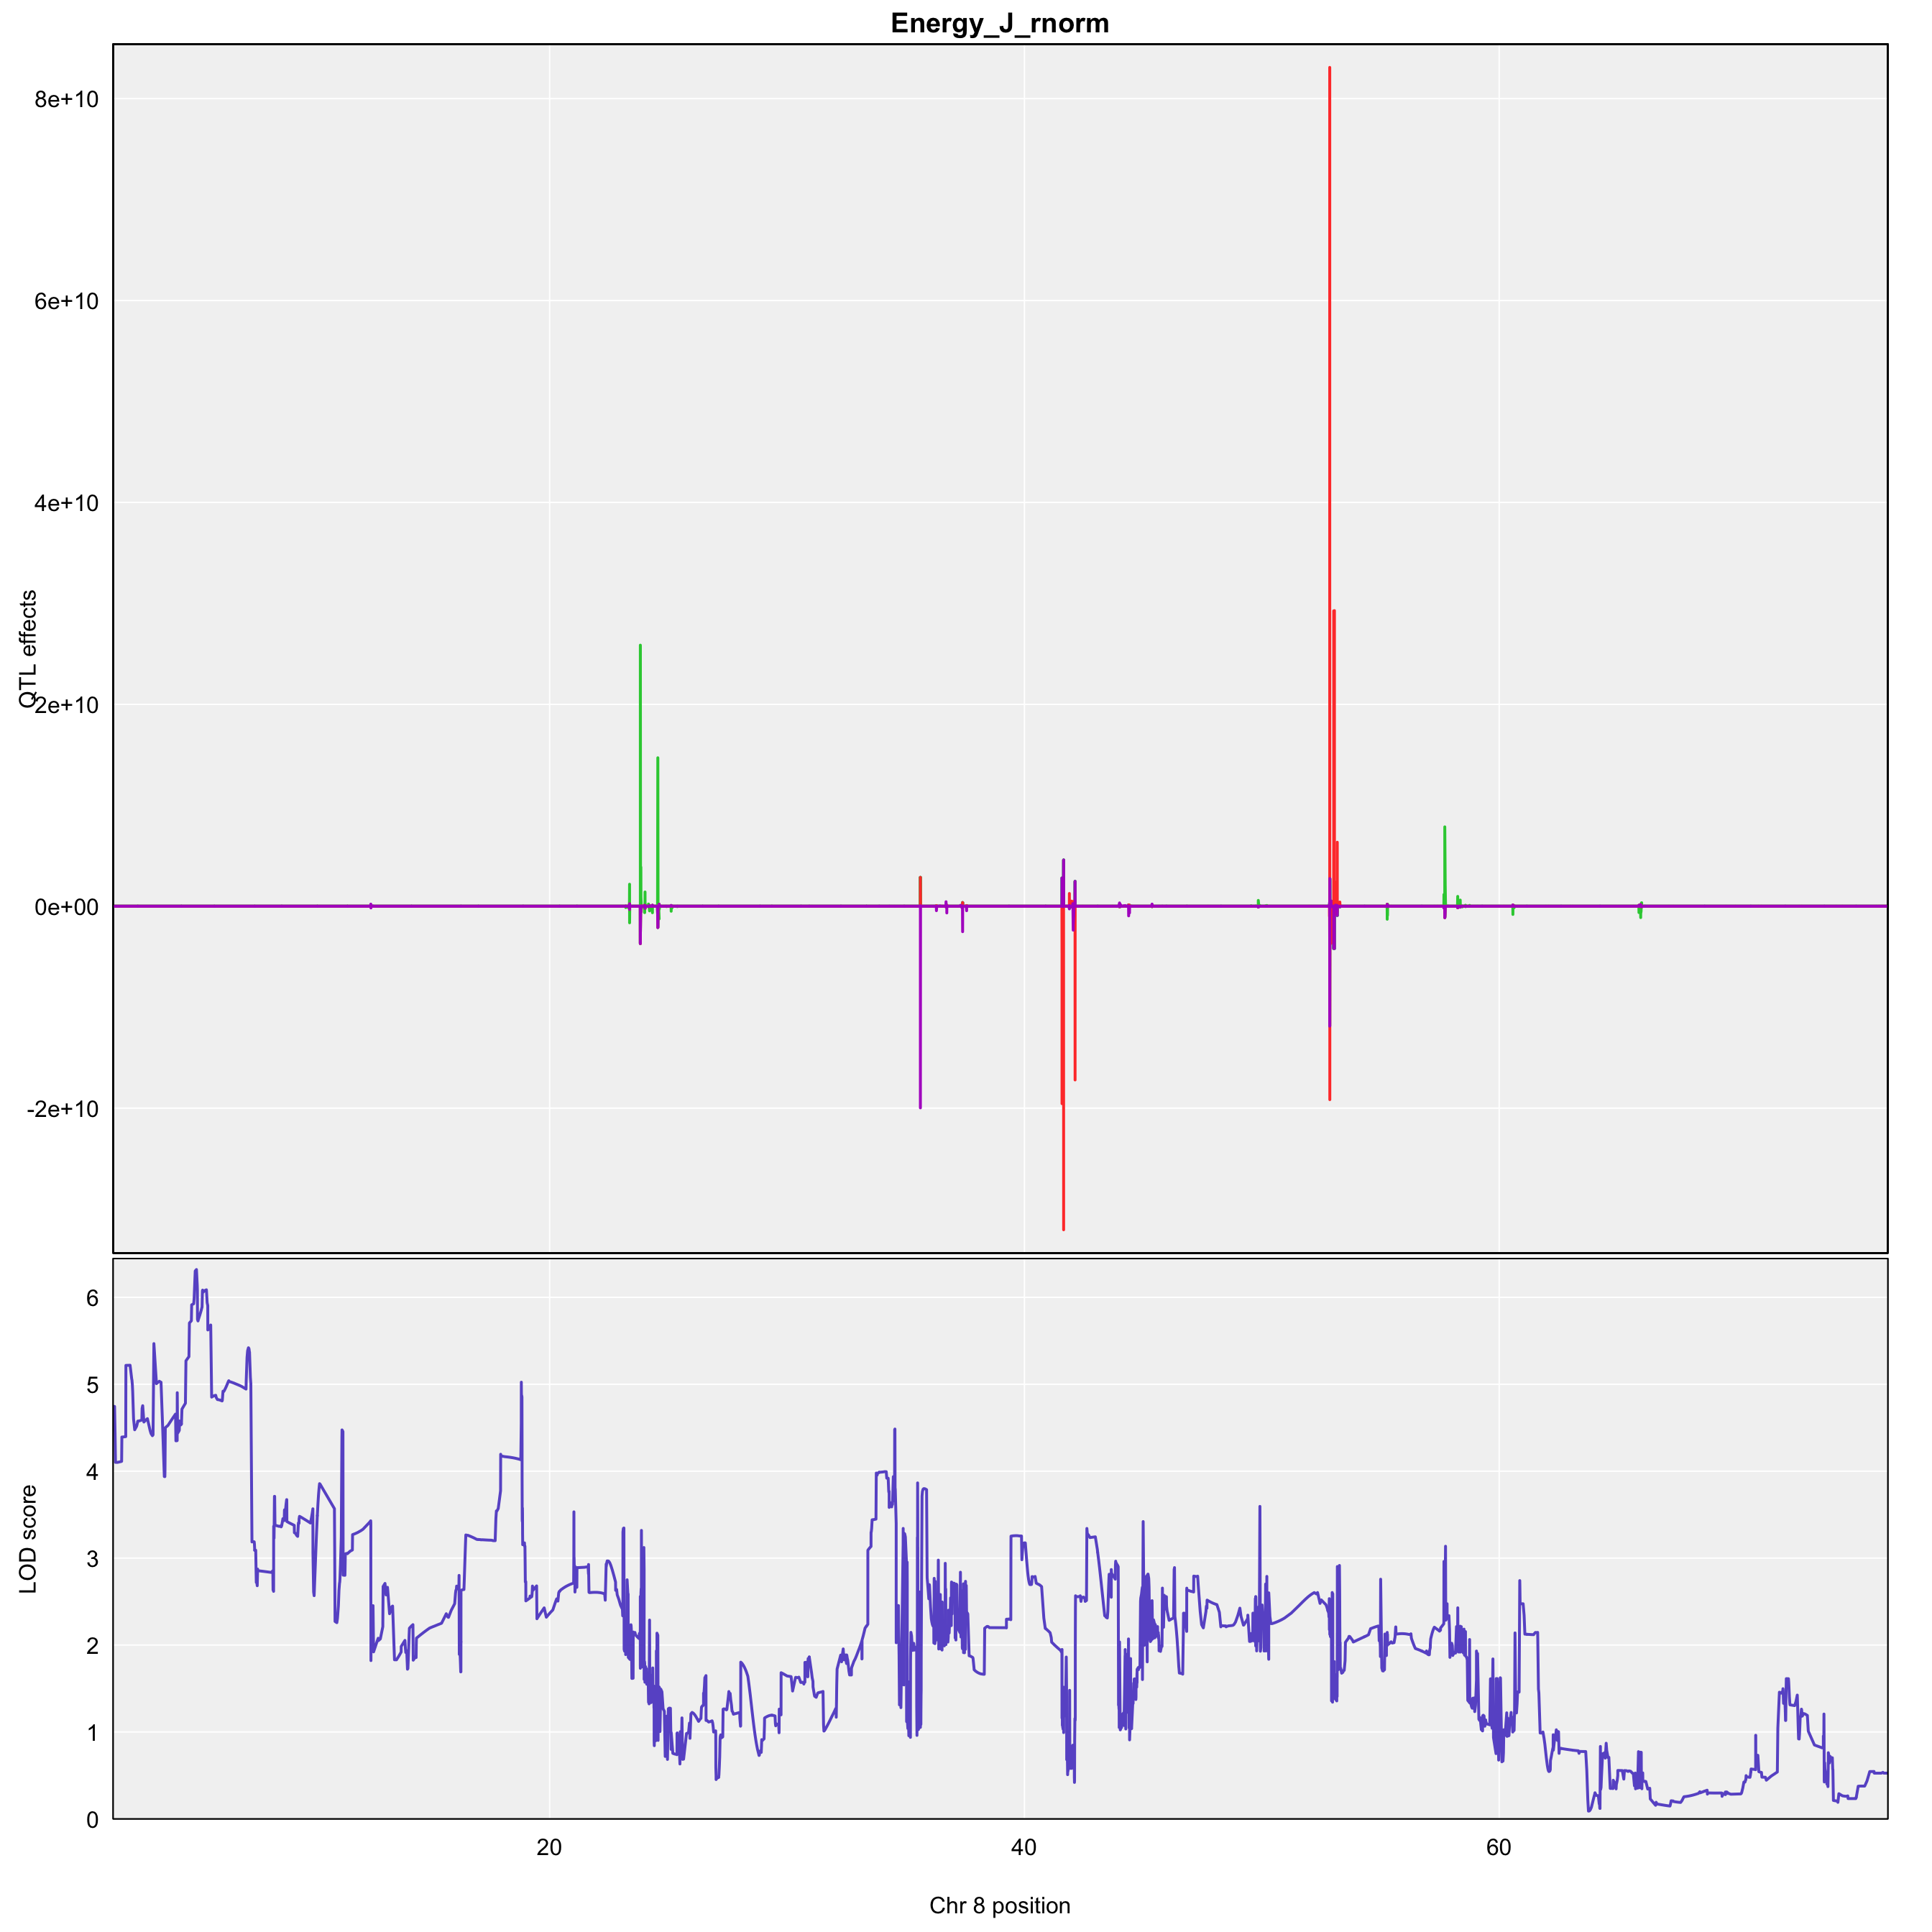 Energy_J_rnorm
8e+10
6e+10
4e+10
2e+10
0e+00
-2e+10
QTL effects
6
5
4
3
2
1
0
LOD score
20
40
60
Chr 8 position